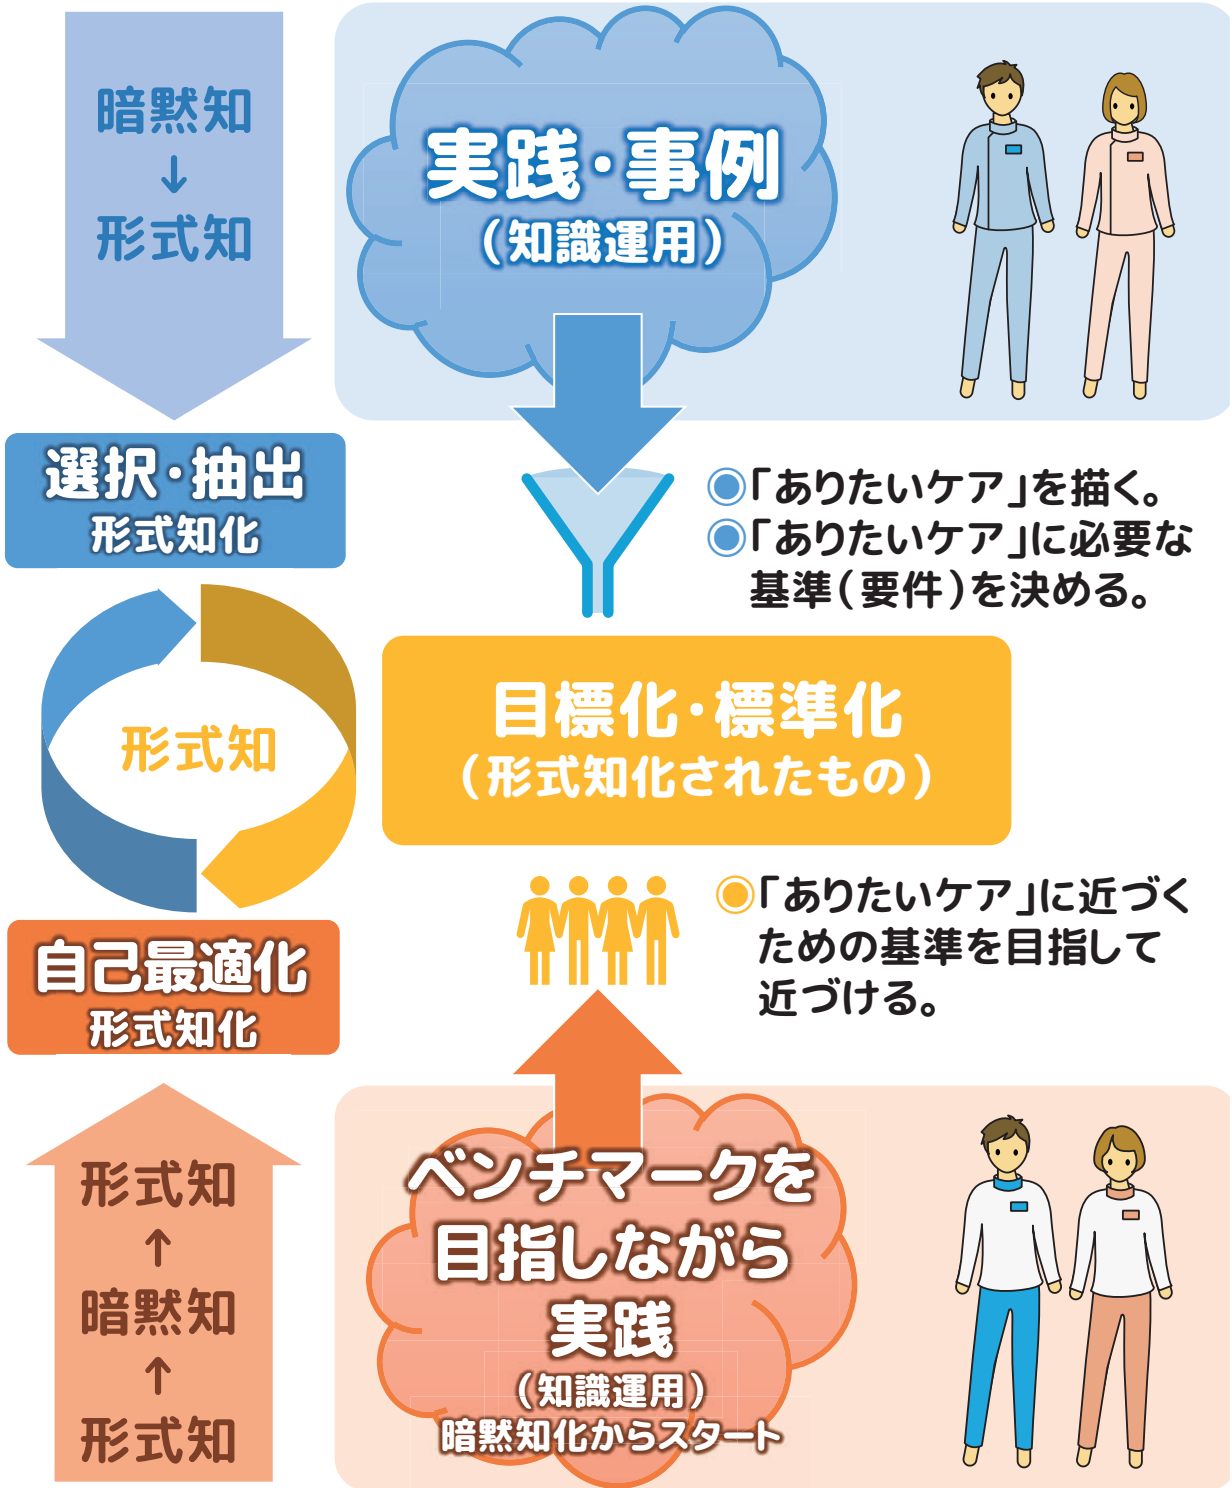 暗黙知
↓
形式知
実践・事例
（知識運用）
選択・抽出
形式知化
◉「ありたいケア」を描く。
◉「ありたいケア」に必要な
基準（要件）を決める。
形式知
目標化・標準化
（形式知化されたもの）
自己最適化
形式知化
◉「ありたいケア」に近づく
ための基準を目指して
近づける。
形式知
↑
暗黙知
↑
形式知
ベンチマークを
目指しながら
実践
（知識運用）
暗黙知化からスタート